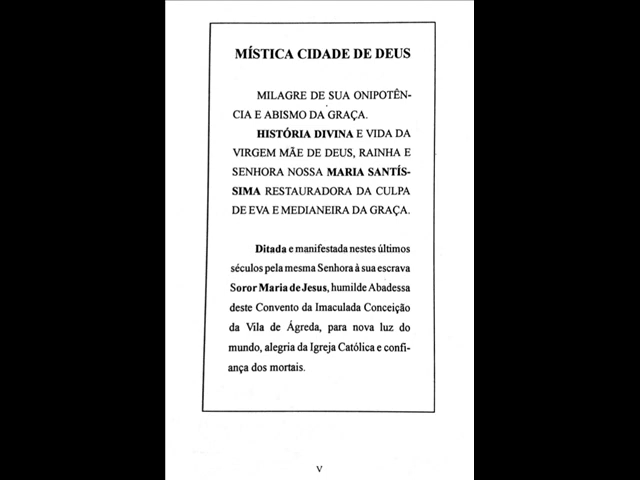 MÍSTICA CIDADE DE DEUS
MILAGRE DE SUA ONIPOTÊN-
CIA E ABISMO DA GRAÇA.
HISTÓRIA DIVINA E VIDA DA
VIRGEM MÃE DE DEUS, RAINHA E
SENHORA NOSSA MARIA SANTÍS-
SIMA RESTAURADORA DA CULPA
DE EVA E MEDIANEIRA DA GRAÇA.
Ditada e manifestada nestes últimos
séculos pela mesma Senhora à sua escrava
Soror Maria de Jesus, humilde Abadessa
deste Convento da Imaculada Conceição
da Vila de Ágreda, para nova luz do
mundo, alegria da Igreja Católica e confi-
ança dos mortais.
V